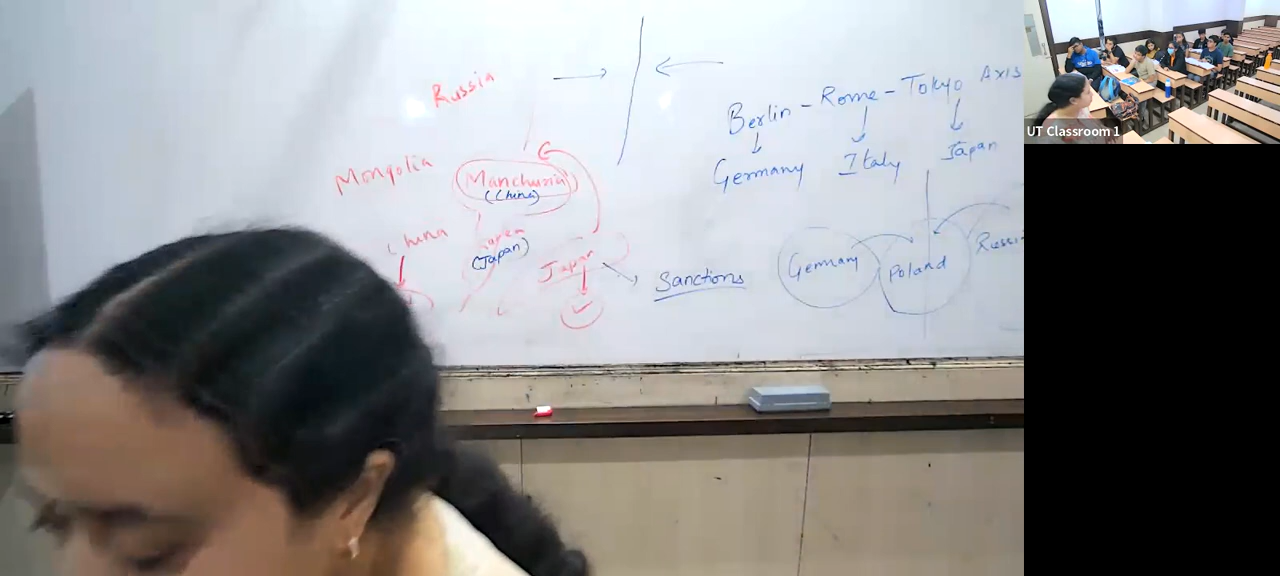 Russia
Mongolia
Manchuria
(China)
China
(Japan)
Japan
Sanctions
Berlin - Rome - Tokyo Axis
Germany Italy Japan
Germany Poland
UT Classroom 1